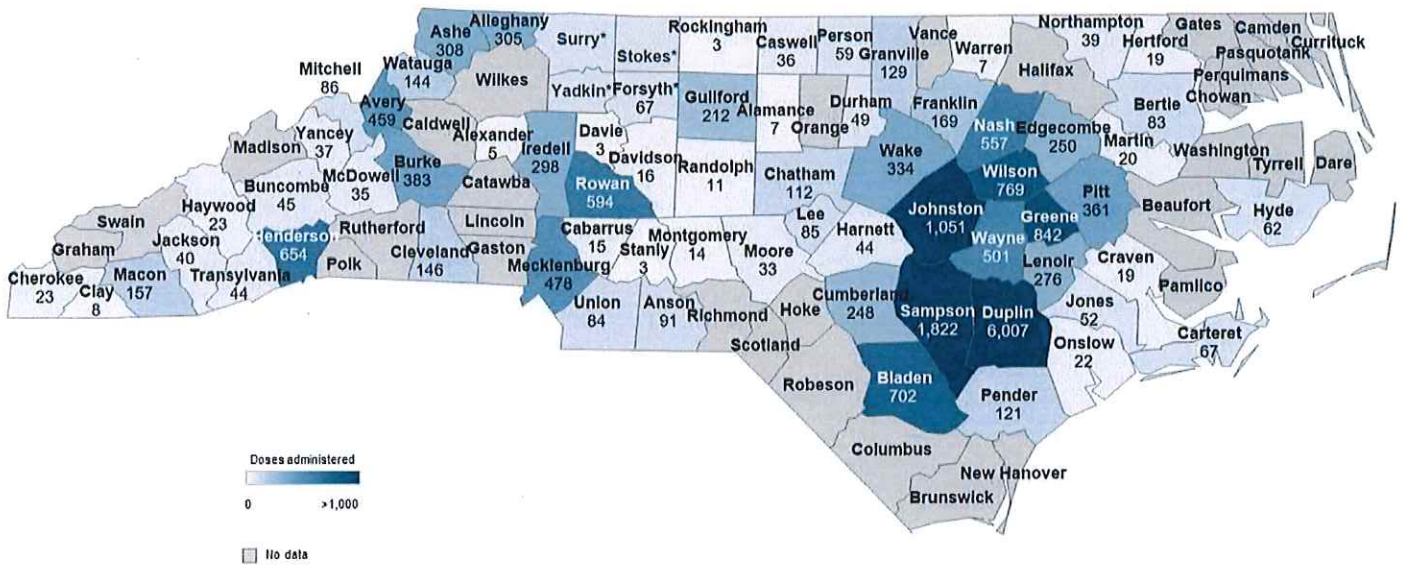 Ashe
308
Alleghany
305
Surry*
Stokes*
Rockingham
3
Caswell
36
Person
59
Granville
129
Vance
Warren
7
Northampton
39
Hertford
19
Gates
Camden
Pasquotank
Currituck
Perquimans
Chowan
Mitchell
86
Watauga
144
Wilkes
Yadkin*
Forsyth*
67
Guilford
212
Alamance
7
Orange
Durham
49
Franklin
169
Halifax
Bertie
83
Avery
459
Caldwell
Alexander
5
Iredell
298
Davie
3
Davidson
16
Randolph
11
Chatham
112
Wake
334
Nash
557
Edgecombe
250
Martin
20
Washington
Tyrrell
Dare
Madison
Yancey
37
McDowell
35
Burke
383
Catawba
Rowan
594
Wilson
769
Pitt
361
Beaufort
Hyde
62
Buncombe
45
Haywood
23
Swain
Rutherford
Lincoln
Cabarrus
15
Stanly
3
Montgomery
14
Moore
33
Lee
85
Harnett
44
Johnston
1,051
Greene
842
Wayne
501
Lenoir
276
Craven
19
Pamlico
Graham
Jackson
40
Henderson
654
Polk
Cleveland
146
Gaston
Mecklenburg
478
Cherokee
23
Clay
8
Macon
157
Transylvania
44
Union
84
Anson
91
Richmond
Hoke
Cumberland
248
Sampson
1,822
Duplin
6,007
Jones
52
Onslow
22
Carteret
67
Scotland
Robeson
Bladen
702
Pender
121
Columbus
New Hanover
Brunswick
Doses administered
0 >1,000
No data